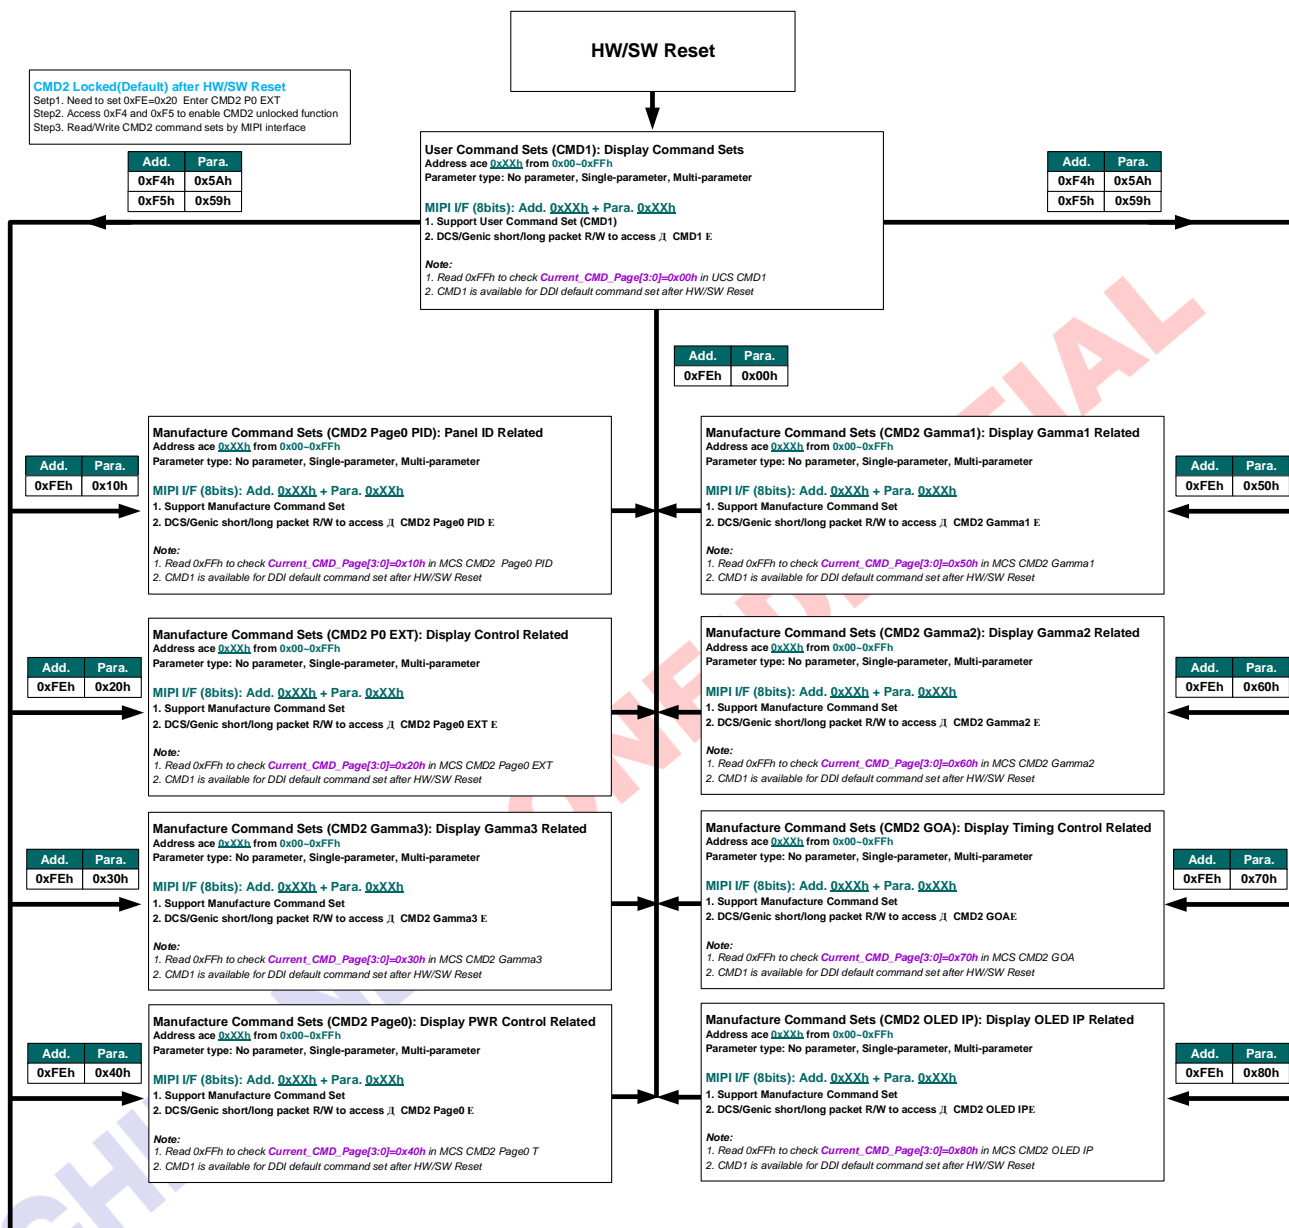 HW/SW Reset
CMD2 Locked(Default) after HW/SW Reset
Setp1. Need to set 0xFE=0x20 Enter CMD2 P0 EXT
Step2. Access 0xF4 and 0xF5 to enable CMD2 unlocked function
Step3. Read/Write CMD2 command sets by MIPI interface
Add. Para.
0xF4h 0x5Ah
0xF5h 0x59h
User Command Sets (CMD1): Display Command Sets
Address ace 0xXXh from 0x00~0xFFh
Parameter type: No parameter, Single-parameter, Multi-parameter
MIPI I/F (8bits): Add. 0xXXh + Para. 0xXXh
1. Support User Command Set (CMD1)
2. DCS/Genic short/long packet R/W to access Д CMD1 E
Note:
1. Read 0xFFh to check Current_CMD_Page[3:0]=0x00h in UCS CMD1
2. CMD1 is available for DDI default command set after HW/SW Reset
Add. Para.
0xF4h 0x5Ah
0xF5h 0x59h
Add. Para.
0xFEh 0x00h
Add. Para.
0xFEh 0x10h
Manufacture Command Sets (CMD2 Page0 PID): Panel ID Related
Address ace 0xXXh from 0x00~0xFFh
Parameter type: No parameter, Single-parameter, Multi-parameter
MIPI I/F (8bits): Add. 0xXXh + Para. 0xXXh
1. Support Manufacture Command Set
2. DCS/Genic short/long packet R/W to access Д CMD2 Page0 PID E
Note:
1. Read 0xFFh to check Current_CMD_Page[3:0]=0x10h in MCS CMD2 Page0 PID
2. CMD1 is available for DDI default command set after HW/SW Reset
Manufacture Command Sets (CMD2 Gamma1): Display Gamma1 Related
Address ace 0xXXh from 0x00~0xFFh
Parameter type: No parameter, Single-parameter, Multi-parameter
MIPI I/F (8bits): Add. 0xXXh + Para. 0xXXh
1. Support Manufacture Command Set
2. DCS/Genic short/long packet R/W to access Д CMD2 Gamma1 E
Note:
1. Read 0xFFh to check Current_CMD_Page[3:0]=0x50h in MCS CMD2 Gamma1
2. CMD1 is available for DDI default command set after HW/SW Reset
Add. Para.
0xFEh 0x50h
Add. Para.
0xFEh 0x20h
Manufacture Command Sets (CMD2 P0 EXT): Display Control Related
Address ace 0xXXh from 0x00~0xFFh
Parameter type: No parameter, Single-parameter, Multi-parameter
MIPI I/F (8bits): Add. 0xXXh + Para. 0xXXh
1. Support Manufacture Command Set
2. DCS/Genic short/long packet R/W to access Д CMD2 Page0 EXT E
Note:
1. Read 0xFFh to check Current_CMD_Page[3:0]=0x20h in MCS CMD2 Page0 EXT
2. CMD1 is available for DDI default command set after HW/SW Reset
Manufacture Command Sets (CMD2 Gamma2): Display Gamma2 Related
Address ace 0xXXh from 0x00~0xFFh
Parameter type: No parameter, Single-parameter, Multi-parameter
MIPI I/F (8bits): Add. 0xXXh + Para. 0xXXh
1. Support Manufacture Command Set
2. DCS/Genic short/long packet R/W to access Д CMD2 Gamma2 E
Note:
1. Read 0xFFh to check Current_CMD_Page[3:0]=0x60h in MCS CMD2 Gamma2
2. CMD1 is available for DDI default command set after HW/SW Reset
Add. Para.
0xFEh 0x60h
Add. Para.
0xFEh 0x30h
Manufacture Command Sets (CMD2 Gamma3): Display Gamma3 Related
Address ace 0xXXh from 0x00~0xFFh
Parameter type: No parameter, Single-parameter, Multi-parameter
MIPI I/F (8bits): Add. 0xXXh + Para. 0xXXh
1. Support Manufacture Command Set
2. DCS/Genic short/long packet R/W to access Д CMD2 Gamma3 E
Note:
1. Read 0xFFh to check Current_CMD_Page[3:0]=0x30h in MCS CMD2 Gamma3
2. CMD1 is available for DDI default command set after HW/SW Reset
Manufacture Command Sets (CMD2 GOA): Display Timing Control Related
Address ace 0xXXh from 0x00~0xFFh
Parameter type: No parameter, Single-parameter, Multi-parameter
MIPI I/F (8bits): Add. 0xXXh + Para. 0xXXh
1. Support Manufacture Command Set
2. DCS/Genic short/long packet R/W to access Д CMD2 GOAE
Note:
1. Read 0xFFh to check Current_CMD_Page[3:0]=0x70h in MCS CMD2 GOA
2. CMD1 is available for DDI default command set after HW/SW Reset
Add. Para.
0xFEh 0x70h
Add. Para.
0xFEh 0x40h
Manufacture Command Sets (CMD2 Page0): Display PWR Control Related
Address ace 0xXXh from 0x00~0xFFh
Parameter type: No parameter, Single-parameter, Multi-parameter
MIPI I/F (8bits): Add. 0xXXh + Para. 0xXXh
1. Support Manufacture Command Set
2. DCS/Genic short/long packet R/W to access Д CMD2 Page0 E
Note:
1. Read 0xFFh to check Current_CMD_Page[3:0]=0x40h in MCS CMD2 Page0 T
2. CMD1 is available for DDI default command set after HW/SW Reset
Manufacture Command Sets (CMD2 OLED IP): Display OLED IP Related
Address ace 0xXXh from 0x00~0xFFh
Parameter type: No parameter, Single-parameter, Multi-parameter
MIPI I/F (8bits): Add. 0xXXh + Para. 0xXXh
1. Support Manufacture Command Set
2. DCS/Genic short/long packet R/W to access Д CMD2 OLED IPE
Note:
1. Read 0xFFh to check Current_CMD_Page[3:0]=0x80h in MCS CMD2 OLED IP
2. CMD1 is available for DDI default command set after HW/SW Reset
Add. Para.
0xFEh 0x80h